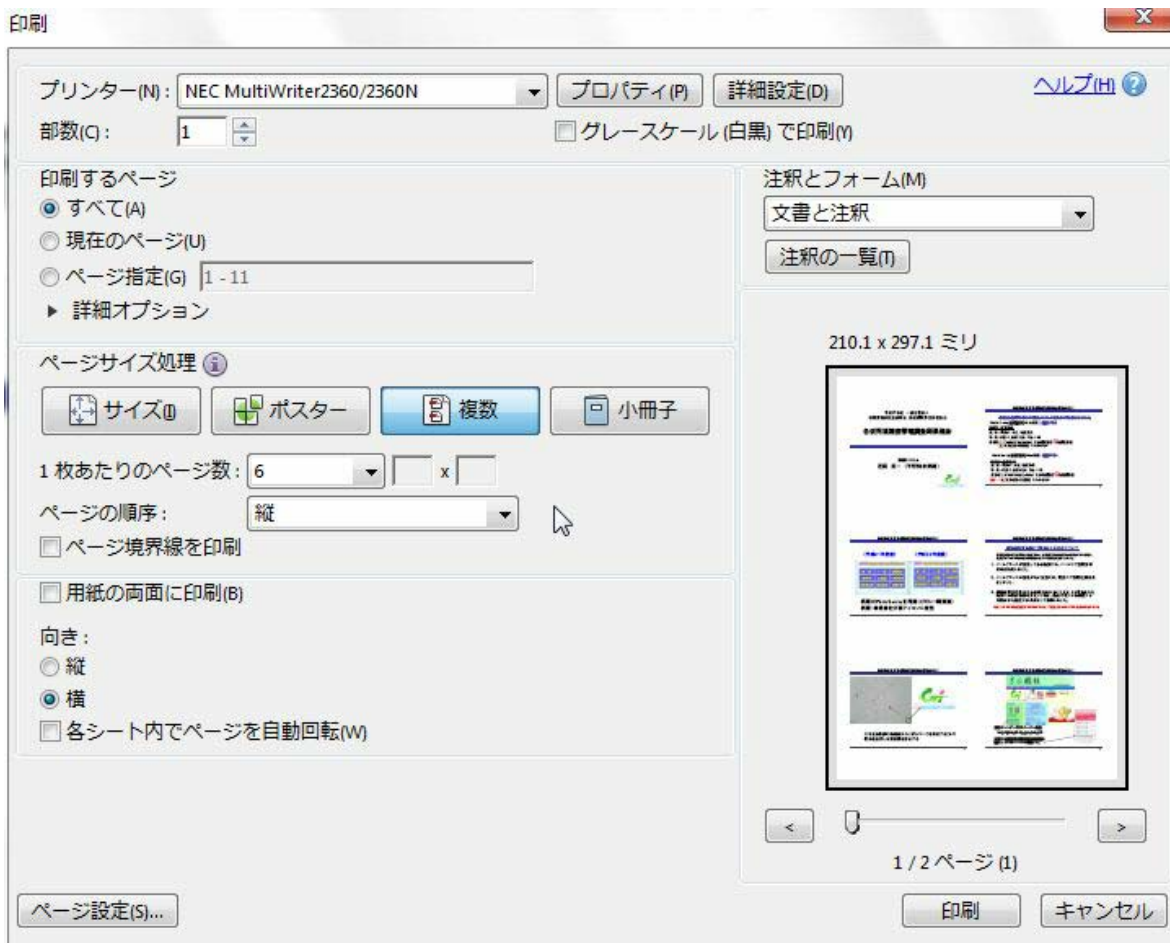 印刷
X
プリンター(N): NEC MultiWriter2360/2360N プロパティ(P) 詳細設定(D) ヘルプ(H) ?
部数(C): 1 グレースケール (白黒) で印刷(Y)
印刷するページ
すべて(A)
現在のページ(U)
ページ指定(G) 1 - 11
詳細オプション
注釈とフォーム(M)
文書と注釈
注釈の一覧(T)
ページサイズ処理 i
サイズ(I) ポスター 複数 小冊子
1 枚あたりのページ数: 6 x
ページの順序: 縦
ページ境界線を印刷
用紙の両面に印刷(B)
向き:
縦
横
各シート内でページを自動回転(W)
210.1 x 297.1 ミリ
< >
1 / 2 ページ (1)
ページ設定(S)... 印刷 キャンセル